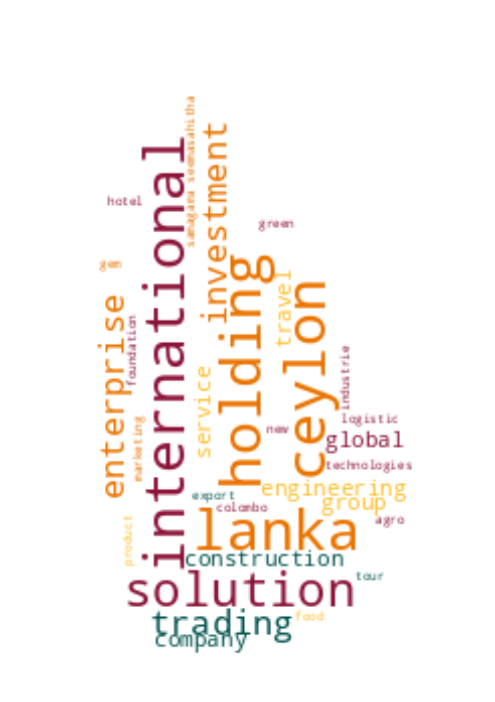 samagama seemasahitha
international
investment
hotel
green
holding
gem
travel
ceylon
enterprise
foundation
industrie
service
marketing
logistic
new
global
technologies
engineering
export
group
colombo
lanka
agro
product
construction
solution
tour
trading
food
company